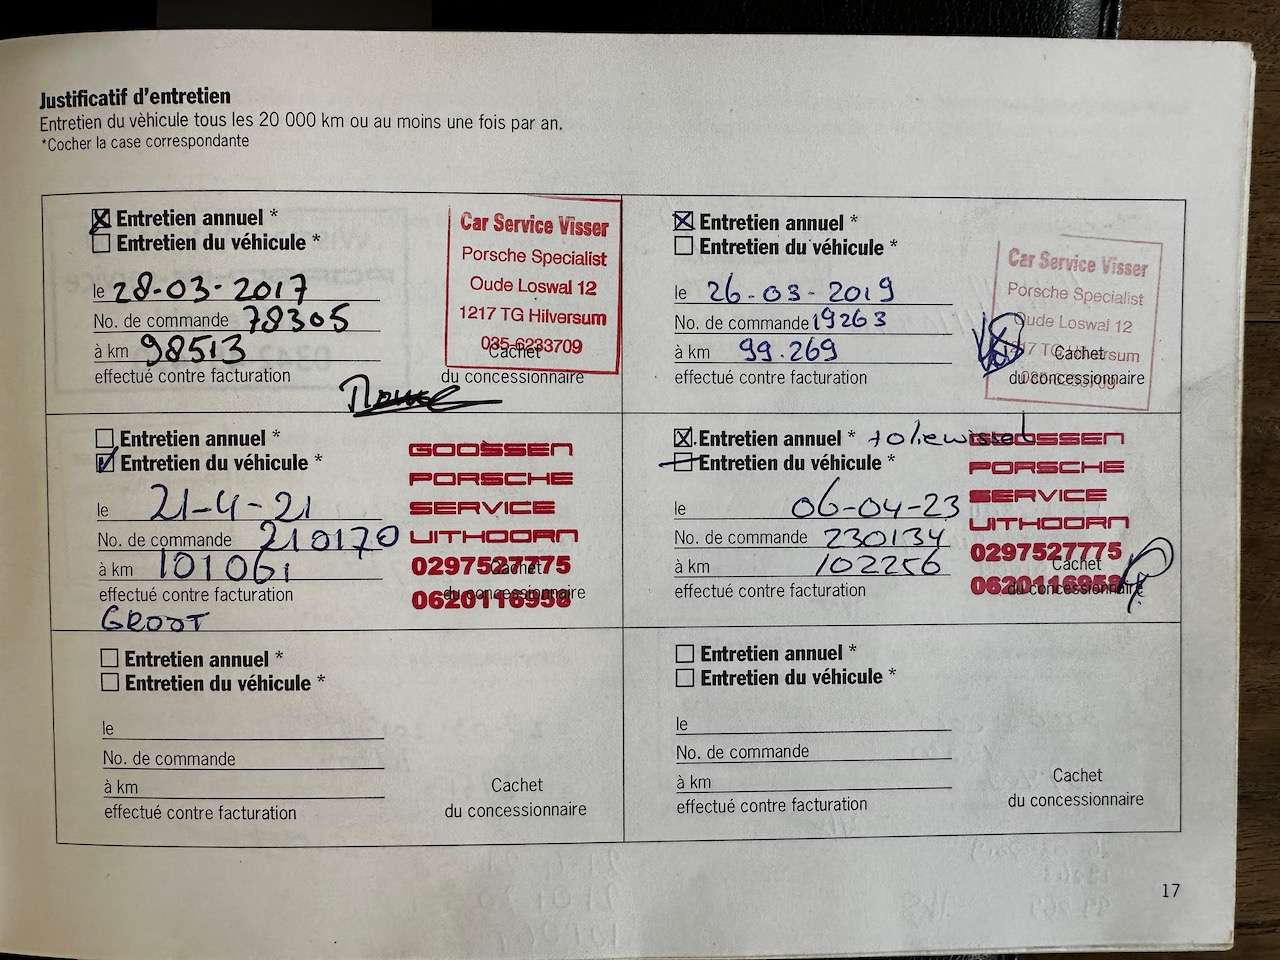 Justificatif d'entretien
Entretien du vèhicule tous les 20 000 km ou au moins une fois par an.
*Cocher la case correspondante
Entretien annuel *
Entretien du véhicule *
le 28-03-2017
No. de commande 78305
à km 98513
effectué contre facturation
Car Service Visser
Porsche Specialist
Oude Loswal 12
1217 TG Hilversum
035-6233709
Cachet
du concessionnaire
Entretien annuel *
Entretien du véhicule *
le 26-03-2019
No. de commande 19263
à km 99.269
effectué contre facturation
Car Service Visser
Porsche Specialist
Oude Loswal 12
1217 TG Hilversum
Cachet
du concessionnaire
Entretien annuel *
Entretien du véhicule *
le 21-4-21
No. de commande 210170
à km 101061
effectué contre facturation
GROOT
GOOSSEN
PORSCHE
SERVICE
UITHOORN
0297527775
0620116958
Cachet
du concessionnaire
Entretien annuel * + oliewissel
Entretien du véhicule *
le 06-04-23
No. de commande 230134
à km 102256
effectué contre facturation
GOOSSEN
PORSCHE
SERVICE
UITHOORN
0297527775
0620116958
Cachet
du concessionnaire
Entretien annuel *
Entretien du véhicule *
le
No. de commande
à km
effectué contre facturation
Cachet
du concessionnaire
Entretien annuel *
Entretien du véhicule *
le
No. de commande
à km
effectué contre facturation
Cachet
du concessionnaire
17